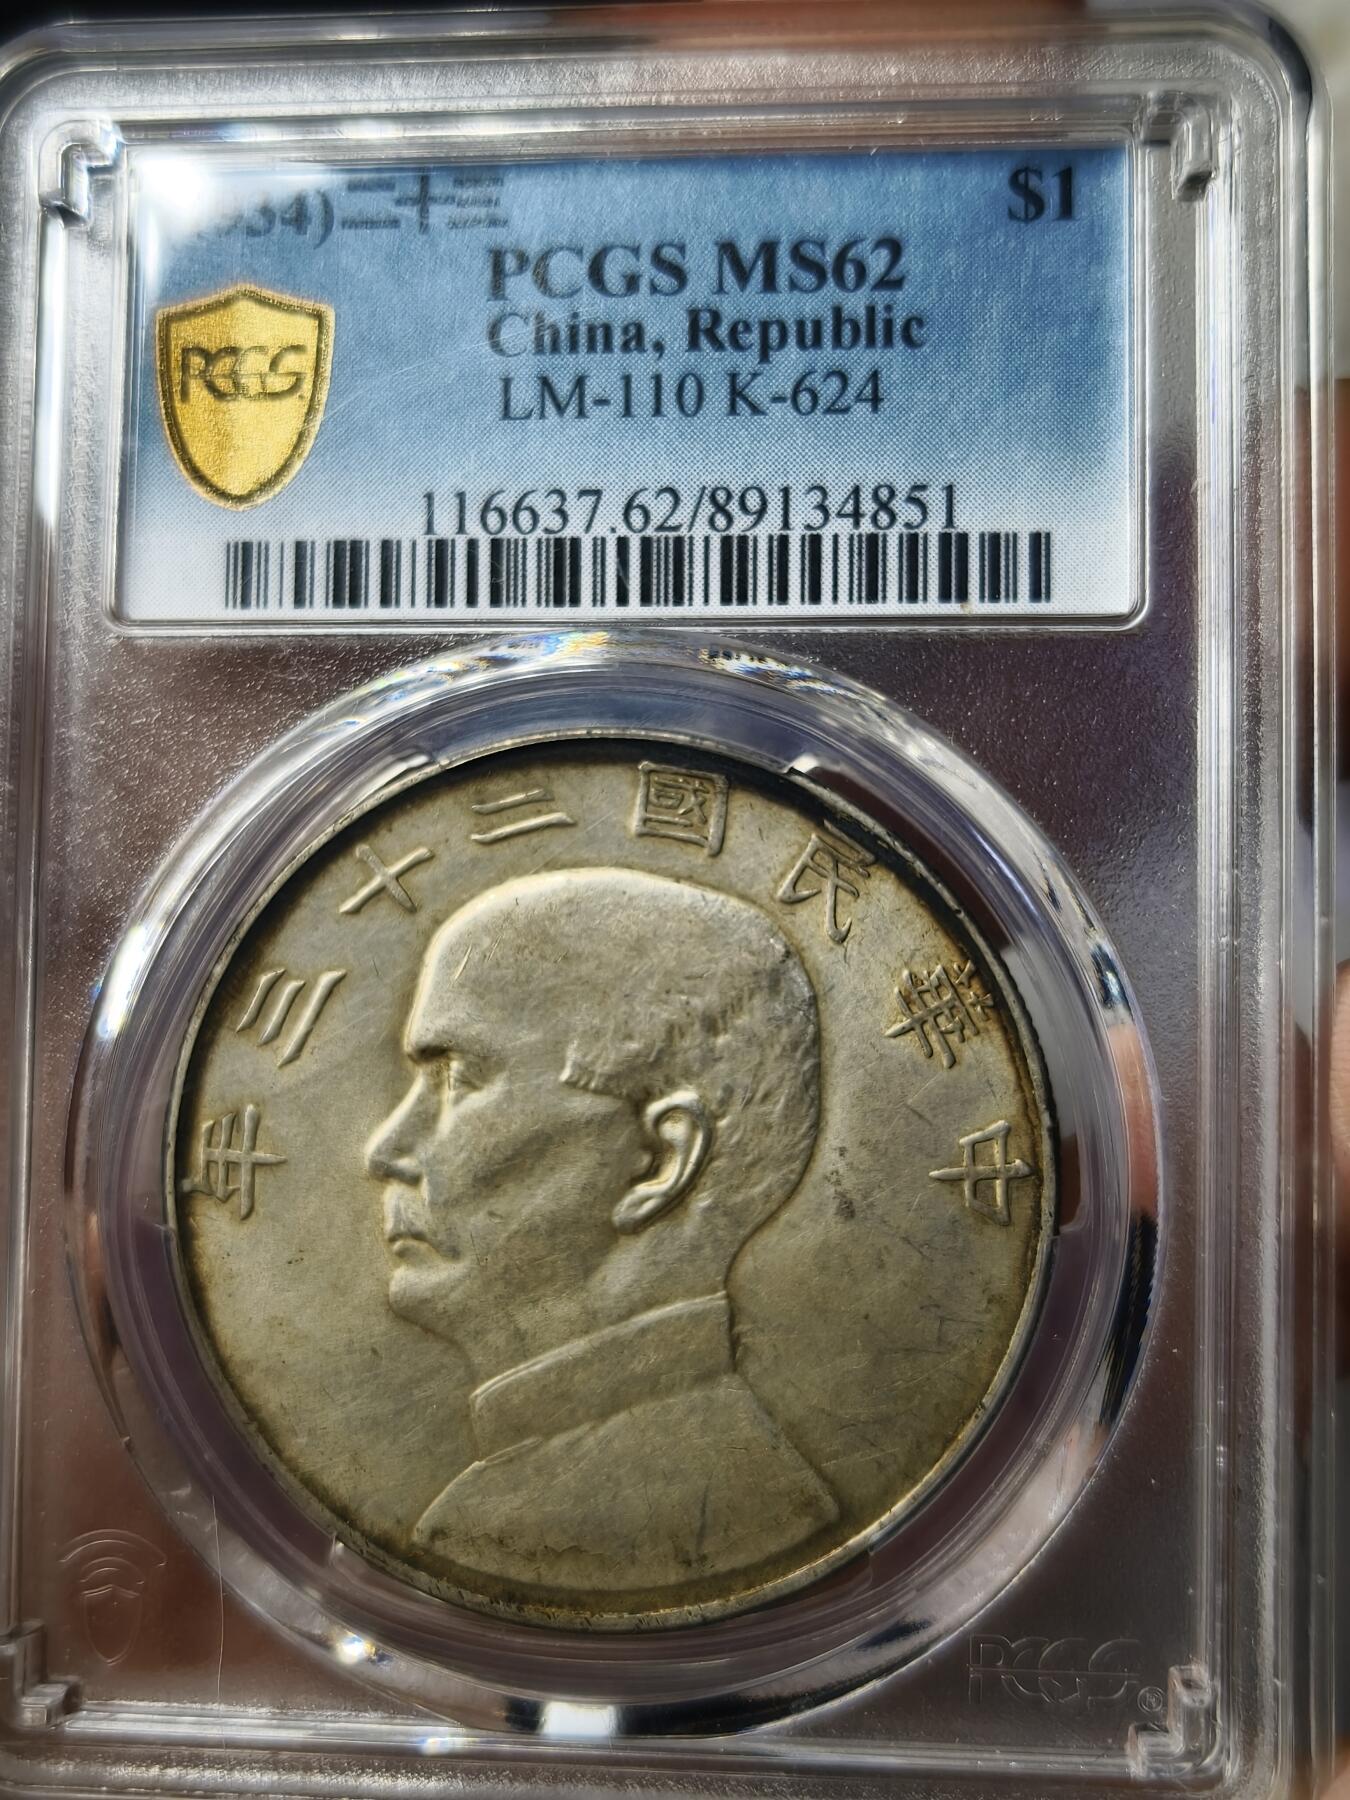 934) 二十三
$1
PCGS MS62
China, Republic
LM-110 K-624
PCGS
116637.62/89134851
年三十二國民華中
PCGS